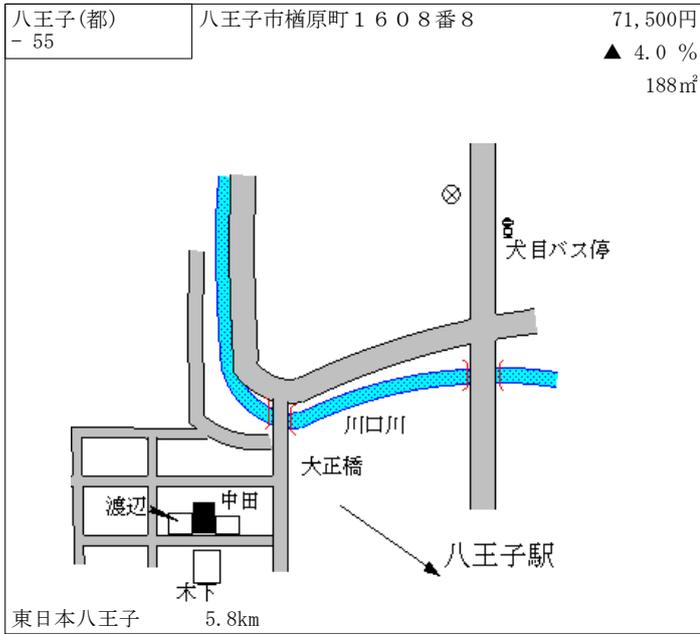 八王子(都)
- 55
八王子市楢原町１６０８番８
71,500円
▲ 4.0 %
188㎡
犬目バス停
川口川
大正橋
渡辺
中田
木下
八王子駅
東日本八王子 5.8km